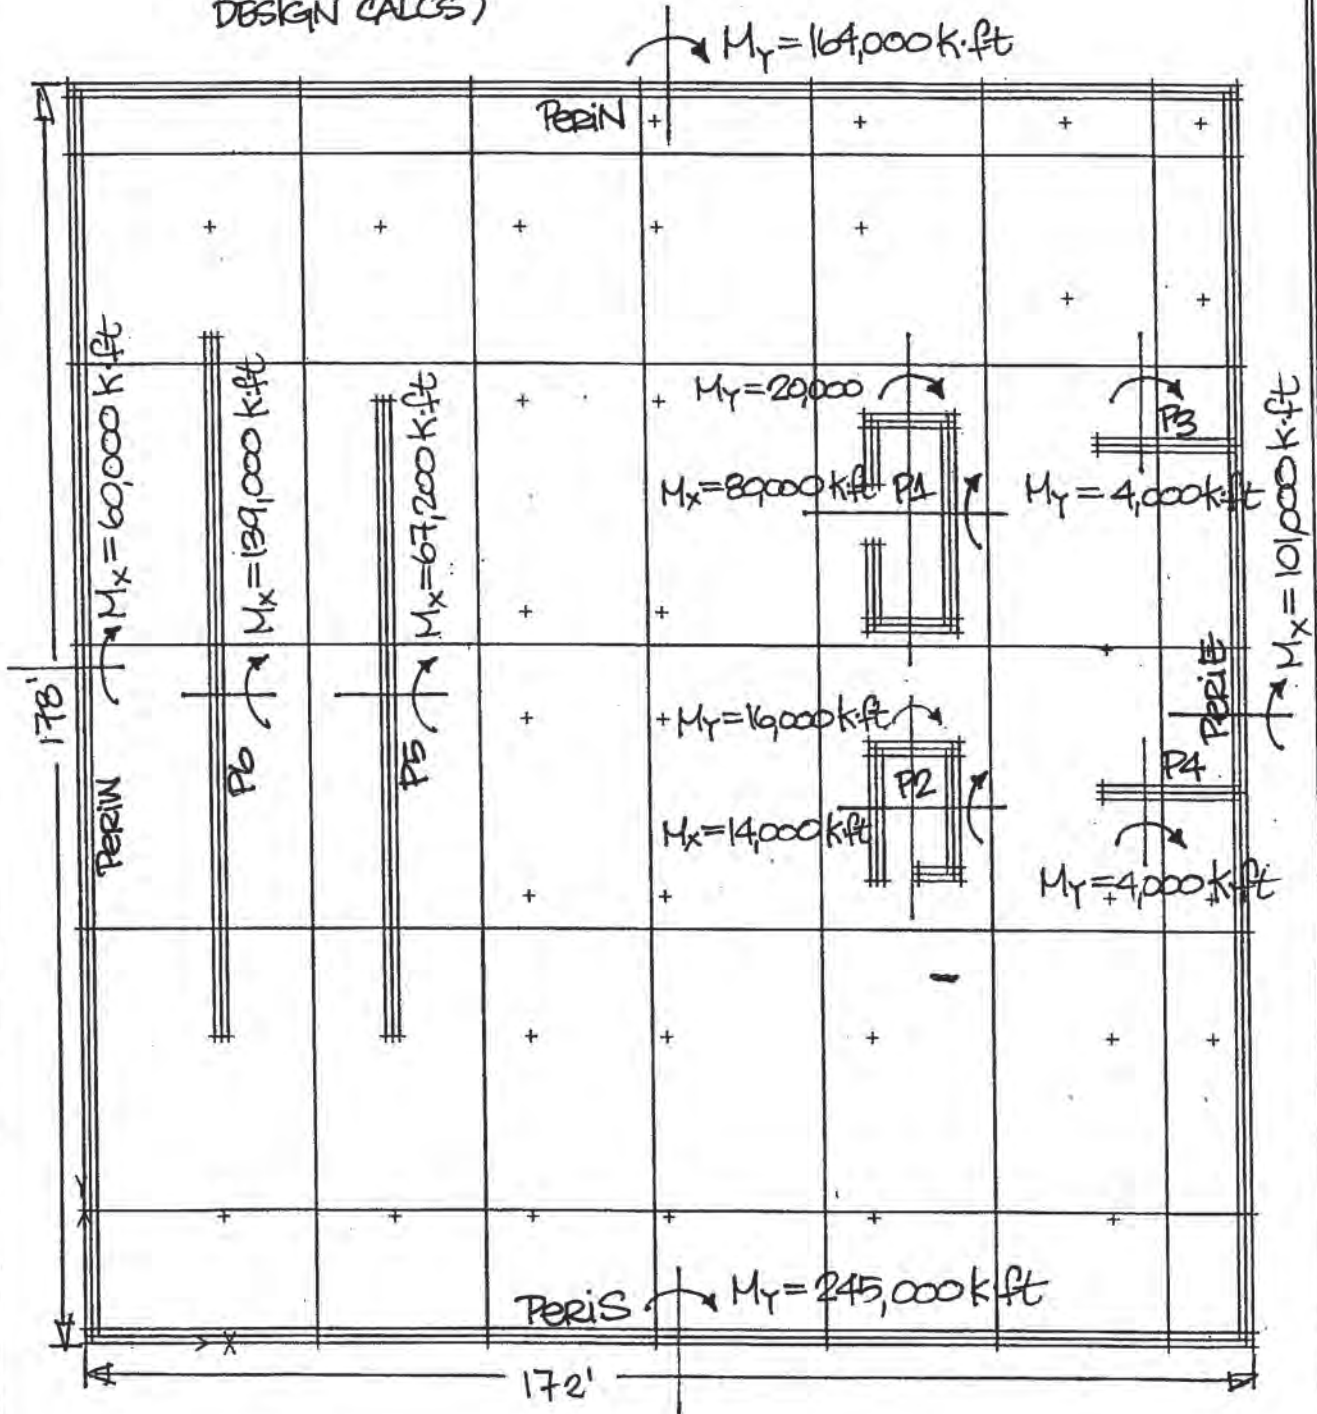 DESIGN CALCS)
My=164,000 k·ft
PERIN
Mx=60,000 k·ft
Mx=139,000 k·ft
Mx=67,200 k·ft
My=20,000
P3
Mx=80,000 k·ft P1
My=4,000 k·ft
Mx=101,000 k·ft
178'
P6
P5
My=16,000 k·ft
PERIE
P4
P2
PERIW
Mx=14,000 k·ft
My=4,000 k·ft
Y
PERIS
My=245,000 k·ft
X
172'